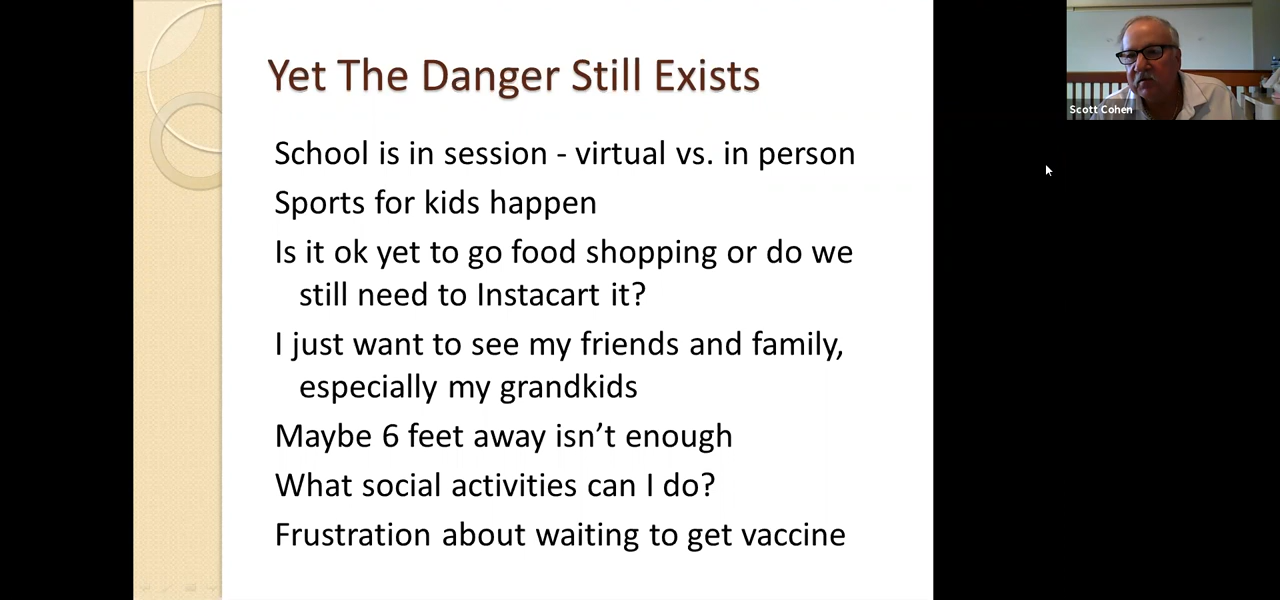 Yet The Danger Still Exists
School is in session - virtual vs. in person
Sports for kids happen
Is it ok yet to go food shopping or do we
still need to Instacart it?
I just want to see my friends and family,
especially my grandkids
Maybe 6 feet away isn’t enough
What social activities can I do?
Frustration about waiting to get vaccine
Scott Cohen